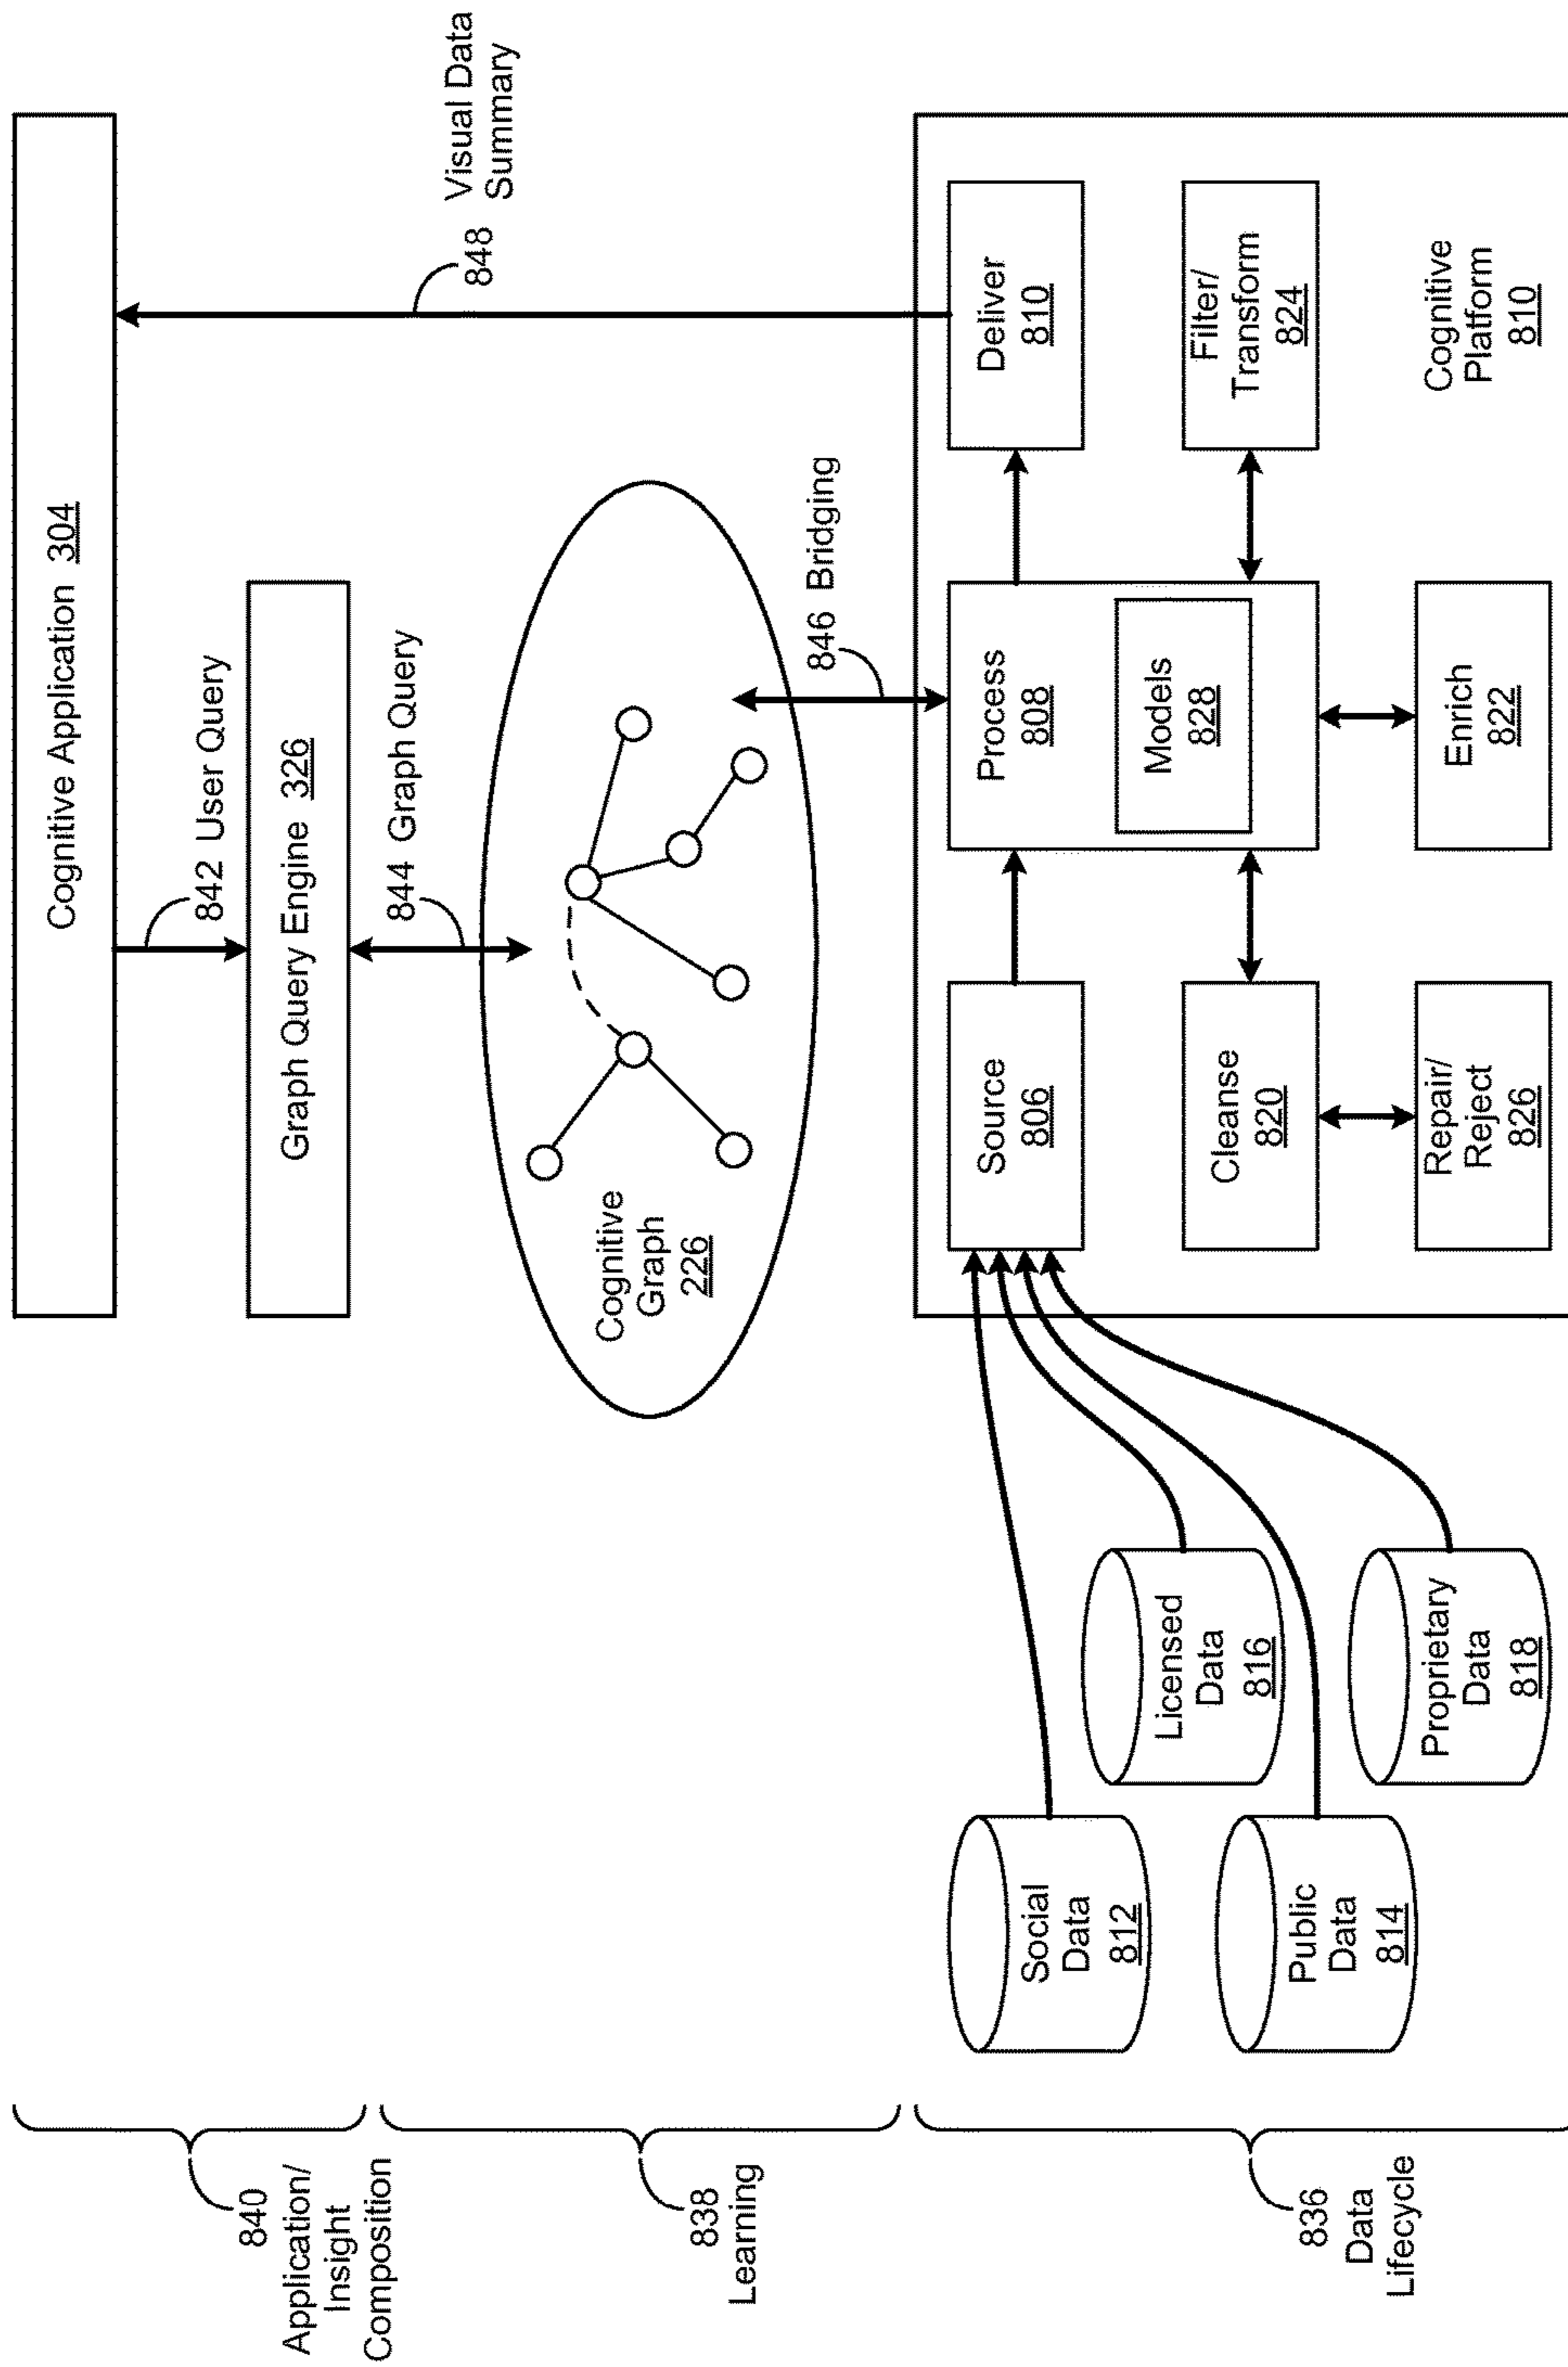 Cognitive Application 304
842 User Query
Graph Query Engine 326
844 Graph Query
848
Visual Data
Summary
840
Application/
Insight
Composition
Cognitive
Graph
226
846 Bridging
838
Learning
Social
Data
812
Licensed
Data
816
Public
Data
814
Proprietary
Data
818
Source
806
Process
808
Models
828
Deliver
810
Cleanse
820
Filter/
Transform
824
Repair/
Reject
826
Enrich
822
Cognitive
Platform
810
836
Data
Lifecycle